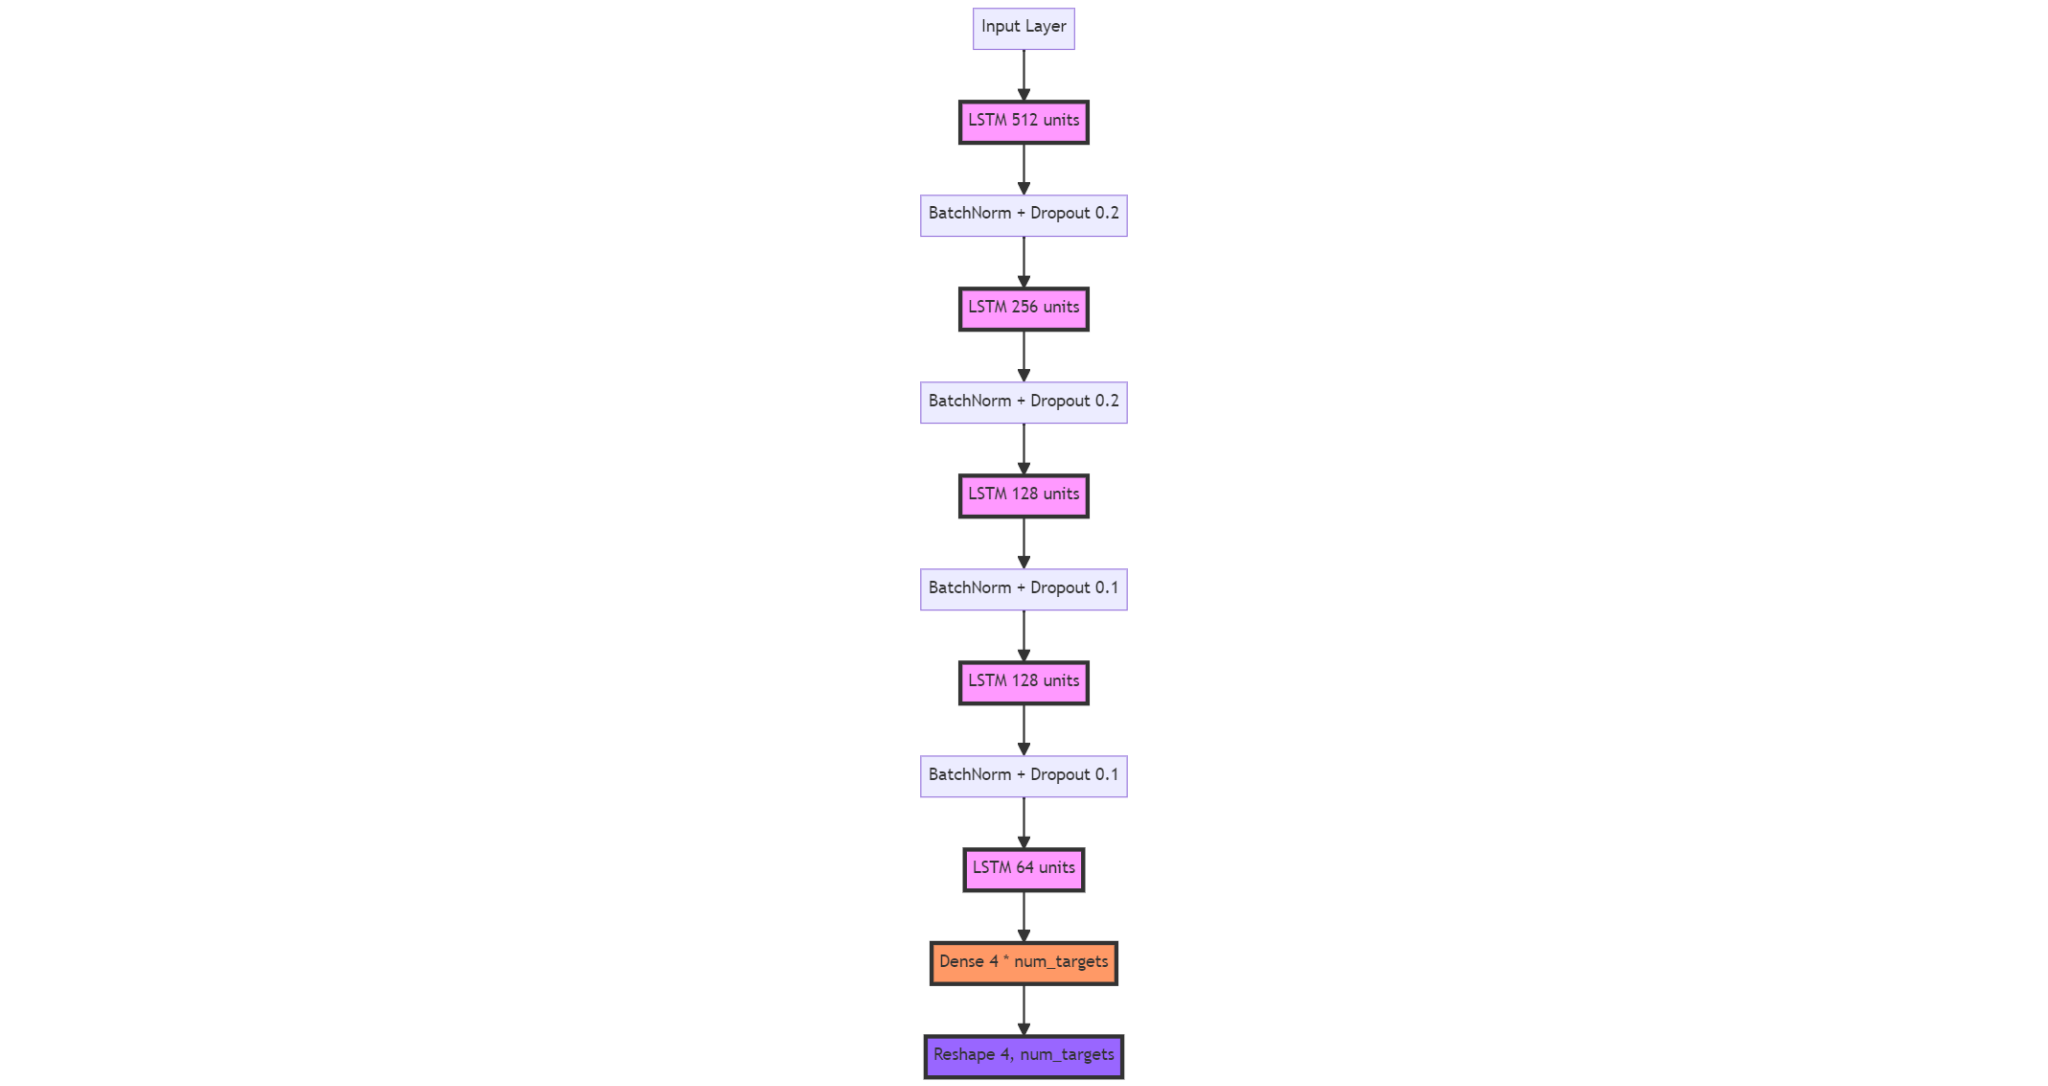 Input Layer
LSTM 512 units
BatchNorm + Dropout 0.2
LSTM 256 units
BatchNorm + Dropout 0.2
LSTM 128 units
BatchNorm + Dropout 0.1
LSTM 128 units
BatchNorm + Dropout 0.1
LSTM 64 units
Dense 4 * num_targets
Reshape 4, num_targets